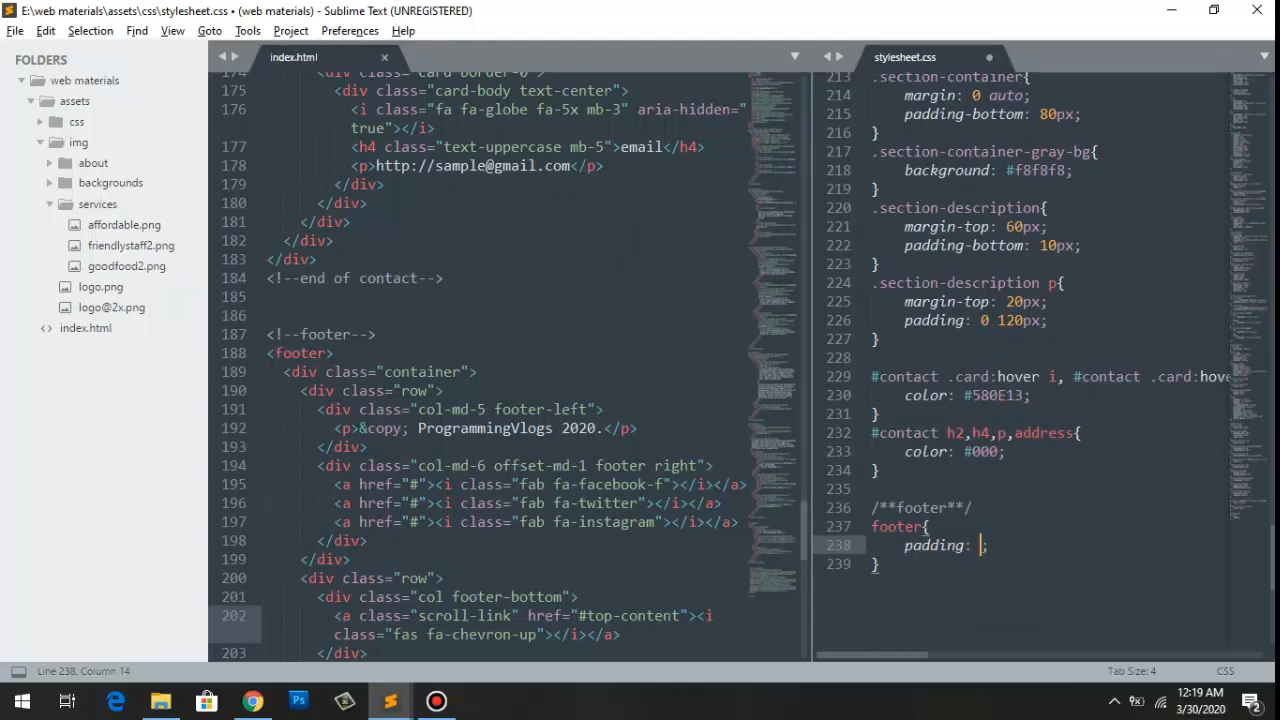 E:\web materials\assets\css\stylesheet.css • (web materials) - Sublime Text (UNREGISTERED)
File Edit Selection Find View Goto Tools Project Preferences Help
FOLDERS
web materials
assets
css
img
about
backgrounds
services
affordable.png
friendlystaff2.png
goodfood2.png
logo.png
logo@2x.png
index.html
index.html
174 <div class="card border-0">
175 <div class="card-body text-center">
176 <i class="fa fa-globe fa-5x mb-3" aria-hidden="
true"></i>
177 <h4 class="text-uppercase mb-5">email</h4>
178 <p>http://sample@gmail.com</p>
179 </div>
180 </div>
181 </div>
182 </div>
183 </div>
184 <!--end of contact-->
185
186
187 <!--footer-->
188 <footer>
189 <div class="container">
190 <div class="row">
191 <div class="col-md-5 footer-left">
192 <p>&copy; ProgrammingVlogs 2020.</p>
193 </div>
194 <div class="col-md-6 offset-md-1 footer right">
195 <a href="#"><i class="fab fa-facebook-f"></i></a>
196 <a href="#"><i class="fab fa-twitter"></i></a>
197 <a href="#"><i class="fab fa-instagram"></i></a>
198 </div>
199 </div>
200 <div class="row">
201 <div class="col footer-bottom">
202 <a class="scroll-link" href="#top-content"><i
class="fas fa-chevron-up"></i></a>
203 </div>
stylesheet.css
213 .section-container{
214 margin: 0 auto;
215 padding-bottom: 80px;
216 }
217 .section-container-gray-bg{
218 background: #f8f8f8;
219 }
220 .section-description{
221 margin-top: 60px;
222 padding-bottom: 10px;
223 }
224 .section-description p{
225 margin-top: 20px;
226 padding: 0 120px;
227 }
228
229 #contact .card:hover i, #contact .card:hove
230 color: #580E13;
231 }
232 #contact h2,h4,p,address{
233 color: #000;
234 }
235
236 /**footer**/
237 footer{
238 padding: ;
239 }
Line 238, Column 14
Tab Size: 4
CSS
Ps
12:19 AM
3/30/2020
2